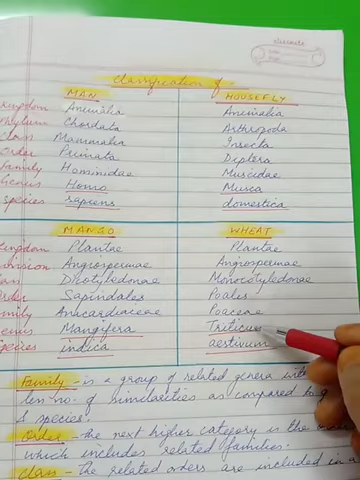 Classification of
MAN
HOUSEFLY
Kingdom Animalia Animalia
Phylum Chordata Arthropoda
Class Mammalia Insecta
Order Primata Diptera
Family Hominidae Muscidae
Genus Homo Musca
Species sapiens domestica
MANGO
WHEAT
Kingdom Plantae Plantae
Division Angiospermae Angiospermae
Class Dicotyledonae Monocotyledonae
Order Sapindales Poales
Family Anacardiaceae Poaceae
Genus Mangifera Triticum
Species indica aestivum
Family - is a group of related genera with
less no. of similarities as compared to
& species.
Order - the next higher category is the
which includes related families.
Class - The related orders are included in a